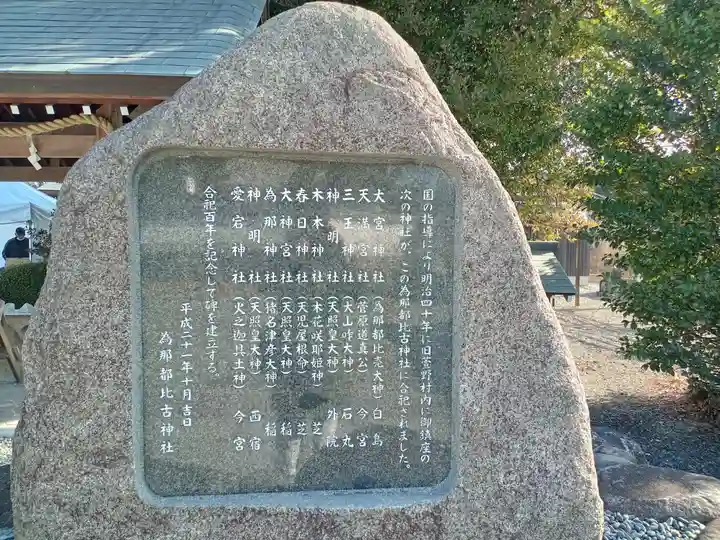 国の指導により明治四十年に旧萱野村内に御鎮座の
次の神社が、この為那都比古神社に合祀されました。
大宮神社（為那都比売大神）白島
天満宮社（菅原道真公）今宮
三王神社（大山咋大神）石丸
神明社（天照皇大神）外院
木本神社（木花咲耶姫神）芝
春日神社（天児屋根命）芝
大神宮社（天照皇大神）稲
為那神社（猪名津彦大神）稲
神明社（天照皇大神）西宿
愛宕神社（火之迦具土神）今宮
合祀百年を記念して碑を建立する。
平成二十一年十月吉日
為那都比古神社